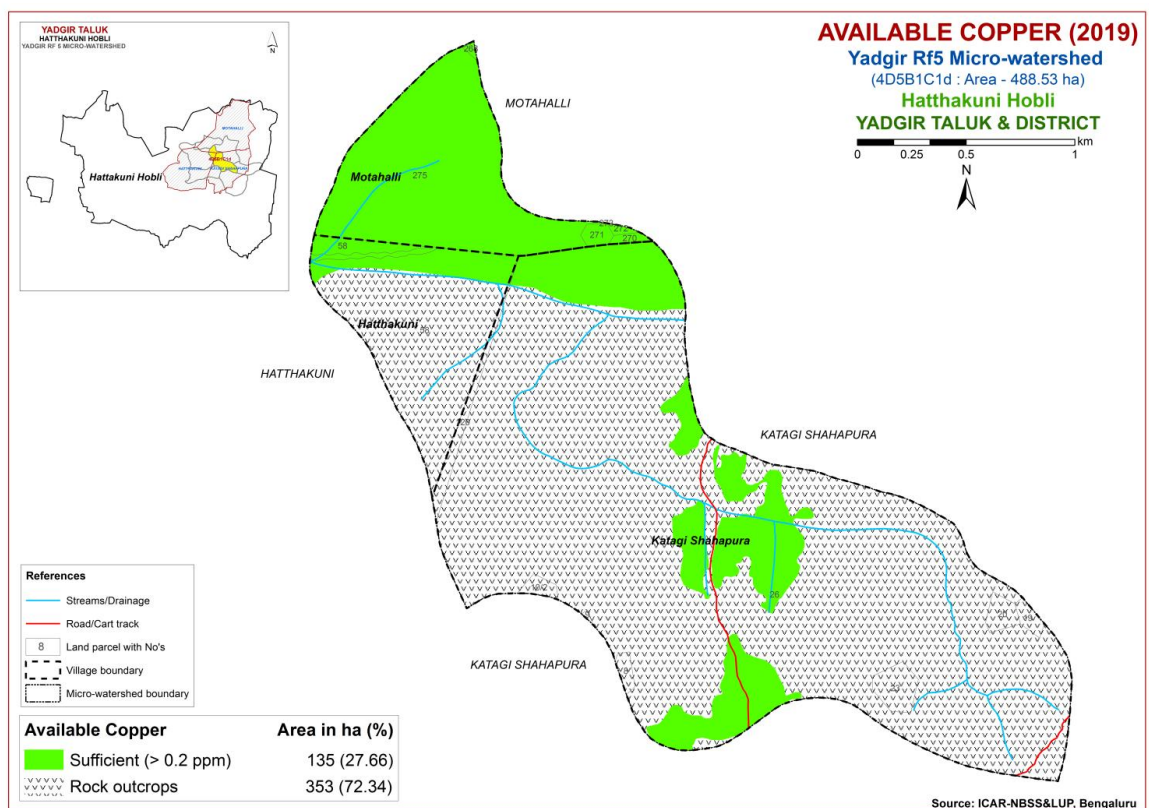 YADGIR TALUK
HATTHAKUNI HOBLI
YADGIR RF 5 MICRO-WATERSHED
N
MOTAHALLI
Hattakuni Hobli
AVAILABLE COPPER (2019)
Yadgir Rf5 Micro-watershed
(4D5B1C1d : Area - 488.53 ha)
Hatthakuni Hobli
YADGIR TALUK & DISTRICT
km
0 0.25 0.5 1
N
MOTAHALLI
Motahalli
275
271
272
270
58
Hatthakuni
HATTHAKUNI
KATAGI SHAHAPURA
Katagi Shahapura
26
20
19
23
KATAGI SHAHAPURA
References
Streams/Drainage
Road/Cart track
8 Land parcel with No's
Village boundary
Micro-watershed boundary
Available Copper Area in ha (%)
Sufficient (> 0.2 ppm) 135 (27.66)
Rock outcrops 353 (72.34)
Source: ICAR-NBSS&LUP, Bengaluru